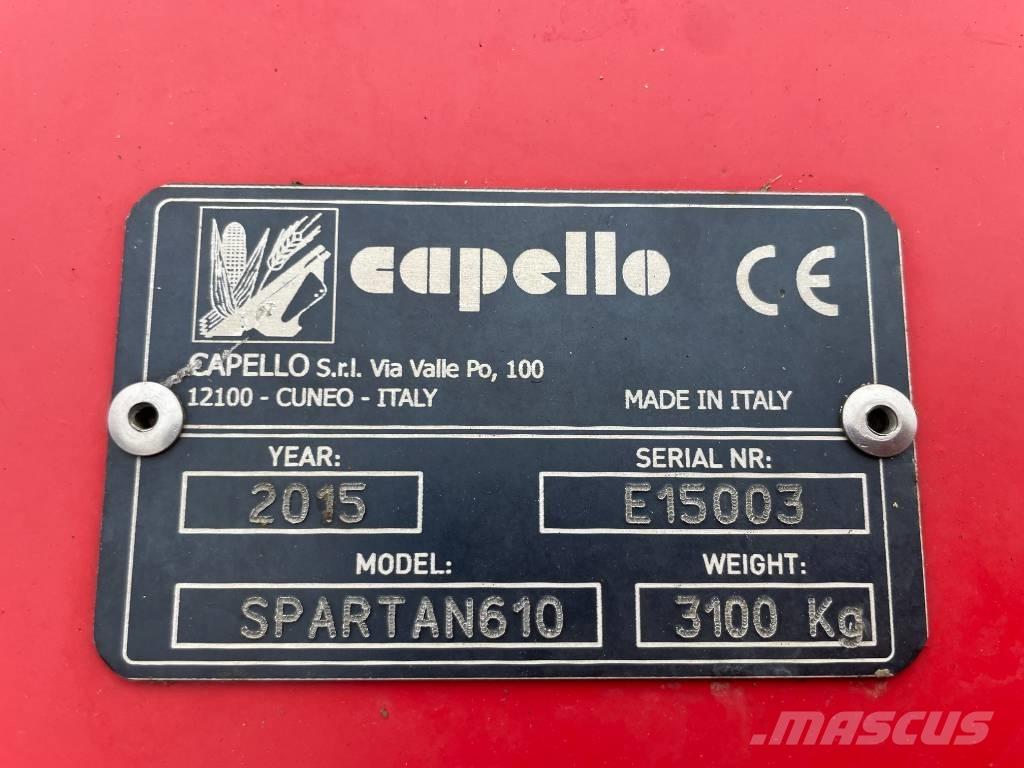 capello CE
CAPELLO S.r.l. Via Valle Po, 100
12100 - CUNEO - ITALY MADE IN ITALY
YEAR: SERIAL NR:
2015 E15003
MODEL: WEIGHT:
SPARTAN610 3100 Kg
MASCUS